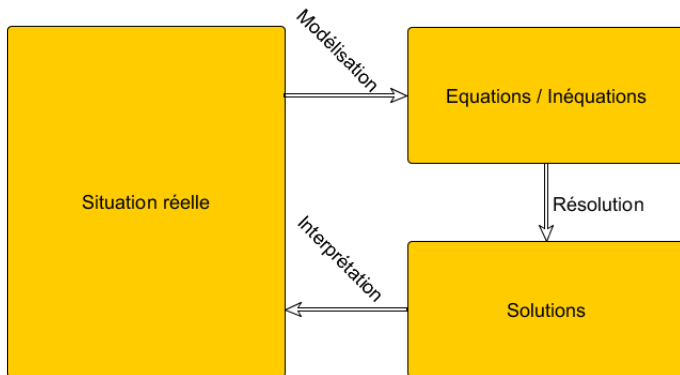 Modélisation
Equations / Inéquations
Situation réelle
Résolution
Interprétation
Solutions